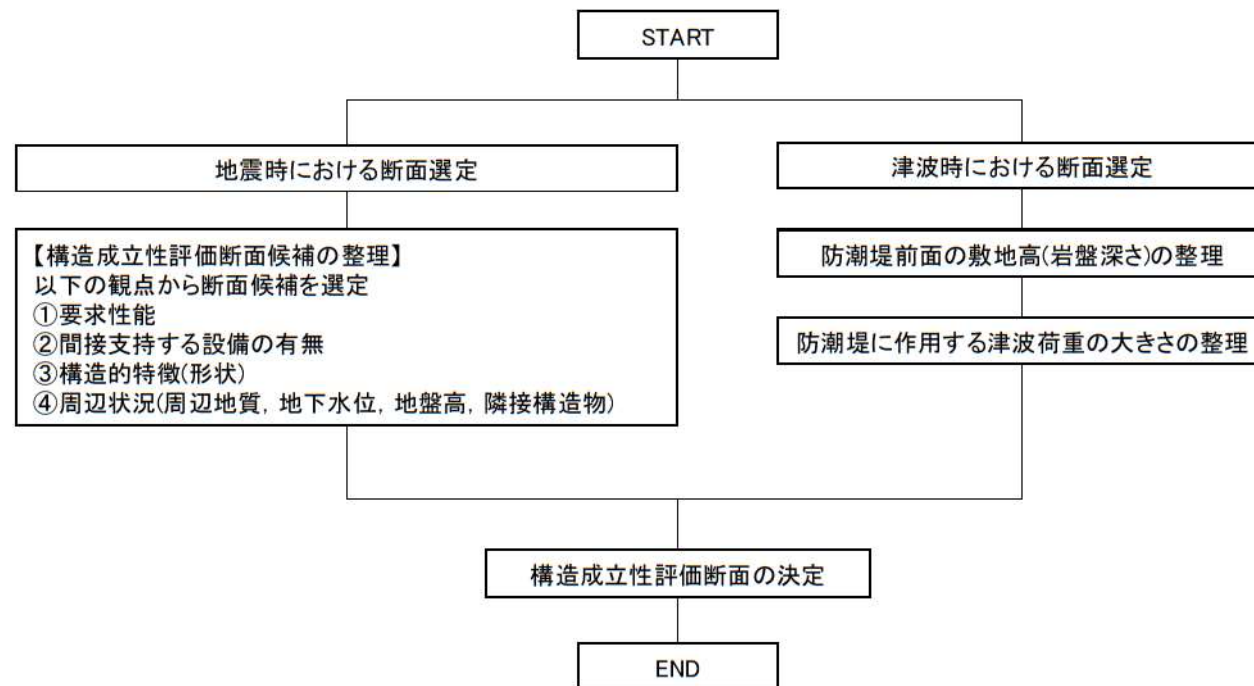 START
地震時における断面選定
【構造成立性評価断面候補の整理】
以下の観点から断面候補を選定
①要求性能
②間接支持する設備の有無
③構造的特徴(形状)
④周辺状況(周辺地質, 地下水位, 地盤高, 隣接構造物)
津波時における断面選定
防潮堤前面の敷地高(岩盤深さ)の整理
防潮堤に作用する津波荷重の大きさの整理
構造成立性評価断面の決定
END